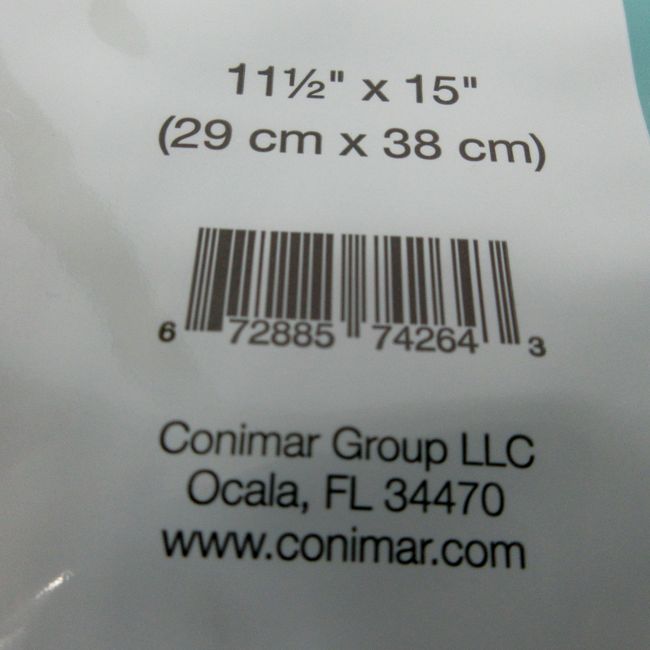 11½" x 15"
(29 cm x 38 cm)
6 72885 74264 3
Conimar Group LLC
Ocala, FL 34470
www.conimar.com